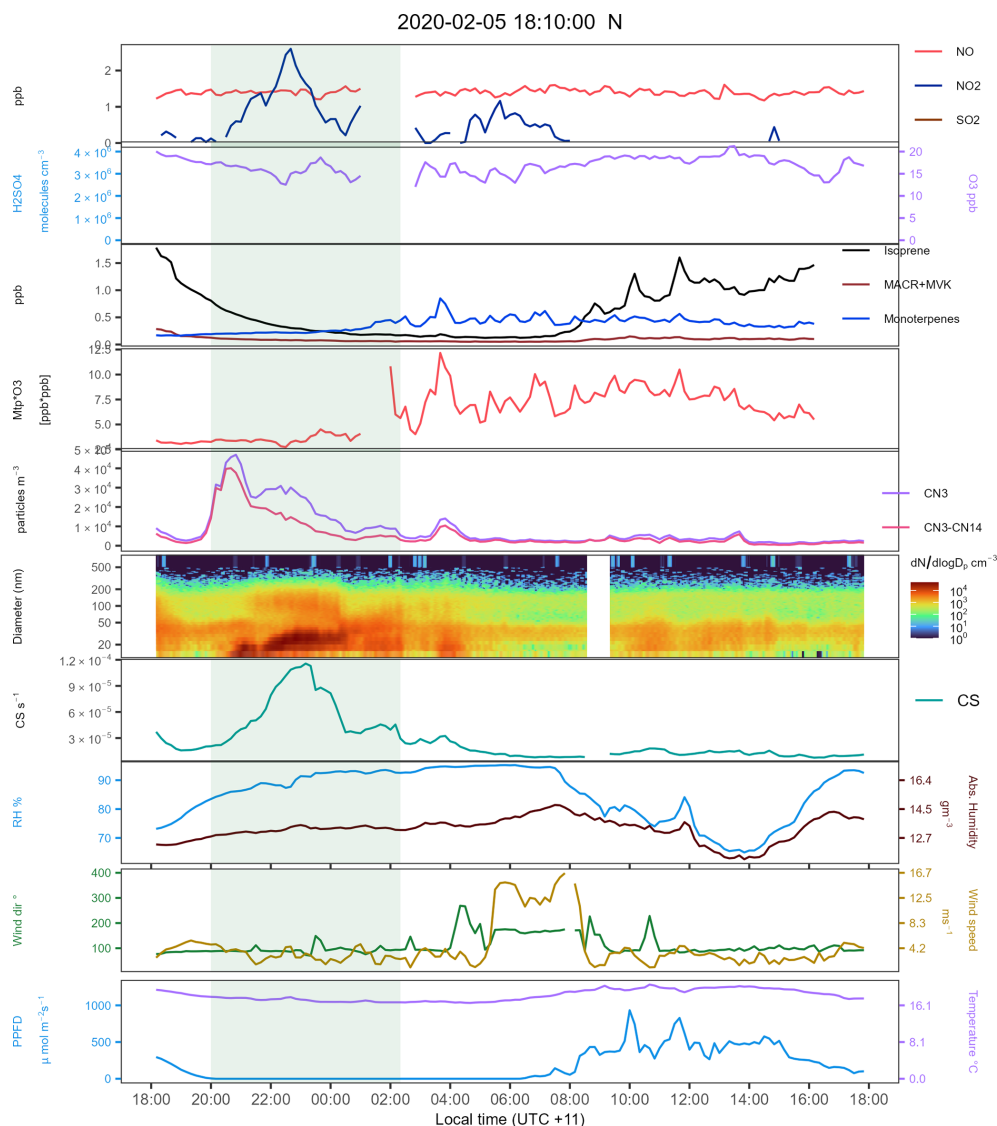 2020-02-05 18:10:00  N
ppb
2
1
0
NO
NO2
SO2
H2SO4
molecules cm⁻³
4 × 10⁶
3 × 10⁶
2 × 10⁶
1 × 10⁶
0
20
15
10
5
0
O3 ppb
ppb
1.5
1.0
0.5
0.0
Isoprene
MACR+MVK
Monoterpenes
Mtp*O3
[ppb*ppb]
12.5
10.0
7.5
5.0
particles m⁻³
5 × 10⁴
4 × 10⁴
3 × 10⁴
2 × 10⁴
1 × 10⁴
0
CN3
CN3-CN14
Diameter (nm)
500
200
100
50
20
dN/dlogDₚ cm⁻³
10⁴
10³
10²
10¹
10⁰
CS s⁻¹
1.2 × 10⁻⁴
9 × 10⁻⁵
6 × 10⁻⁵
3 × 10⁻⁵
CS
RH %
90
80
70
16.4
14.5
12.7
gm⁻³
Abs. Humidity
Wind dir °
400
300
200
100
16.7
12.5
8.3
4.2
ms⁻¹
Wind speed
PPFD
μ mol m⁻²s⁻¹
1000
500
0
16.1
8.1
0.0
Temperature °C
18:00 20:00 22:00 00:00 02:00 04:00 06:00 08:00 10:00 12:00 14:00 16:00 18:00
Local time (UTC +11)